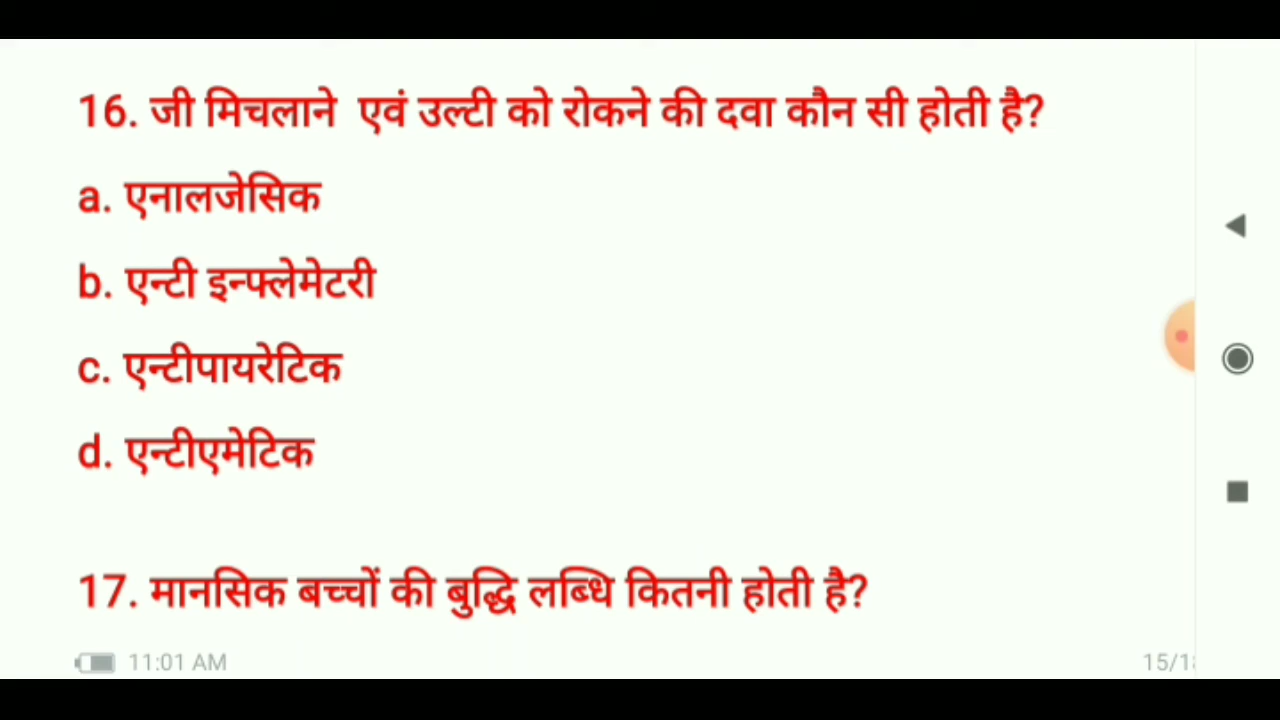 16. जी मिचलाने एवं उल्टी को रोकने की दवा कौन सी होती है?
a. एनालजेसिक
b. एन्टी इन्फ्लेमेटरी
c. एन्टीपायरेटिक
d. एन्टीएमेटिक
17. मानसिक बच्चों की बुद्धि लब्धि कितनी होती है?
11:01 AM